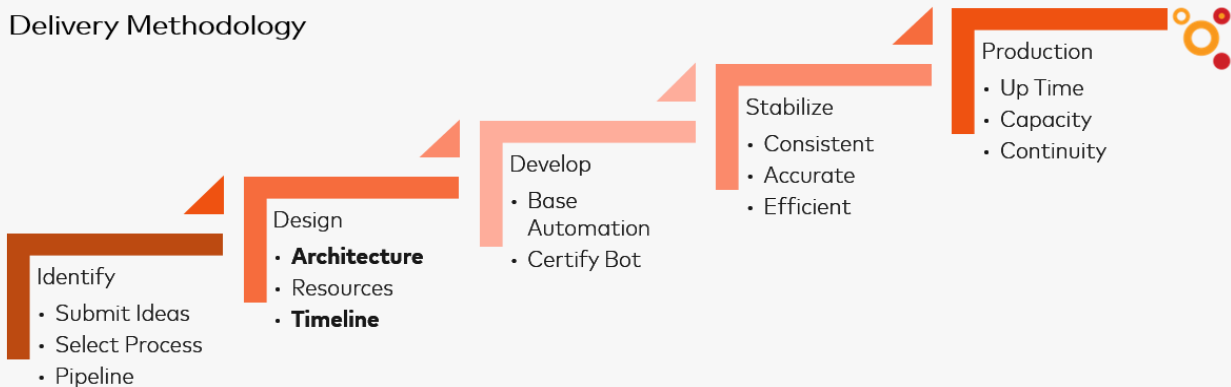 Delivery Methodology
Identify
• Submit Ideas
• Select Process
• Pipeline
Design
• Architecture
• Resources
• Timeline
Develop
• Base
Automation
• Certify Bot
Stabilize
• Consistent
• Accurate
• Efficient
Production
• Up Time
• Capacity
• Continuity